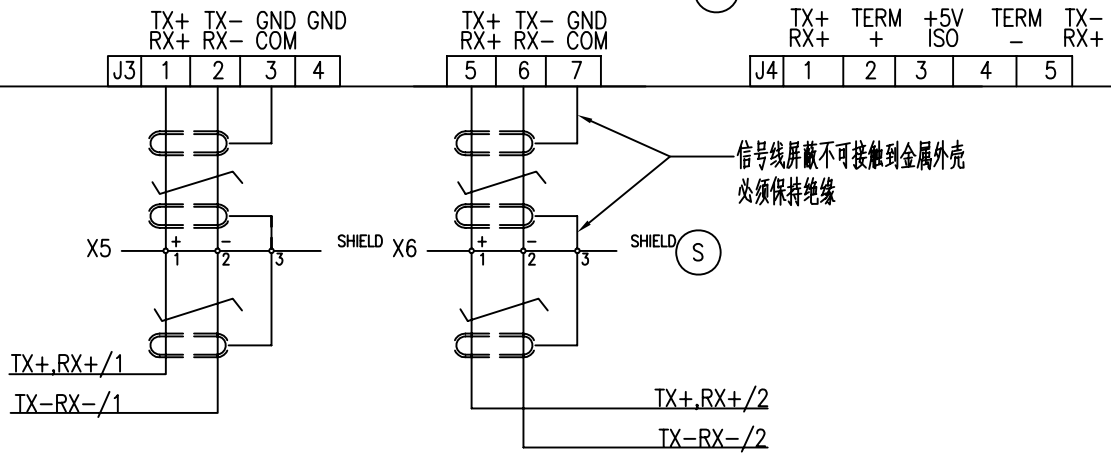 TX+ TX- GND GND
RX+ RX- COM
J3 1 2 3 4
TX+ TX- GND
RX+ RX- COM
5 6 7
TX+ TERM +5V TERM TX-
RX+ + ISO - RX+
J4 1 2 3 4 5
信号线屏蔽不可接触到金属外壳
必须保持绝缘
X5 + - SHIELD
1 2 3
X6 + - SHIELD S
1 2 3
TX+,RX+/1
TX-RX-/1
TX+,RX+/2
TX-RX-/2